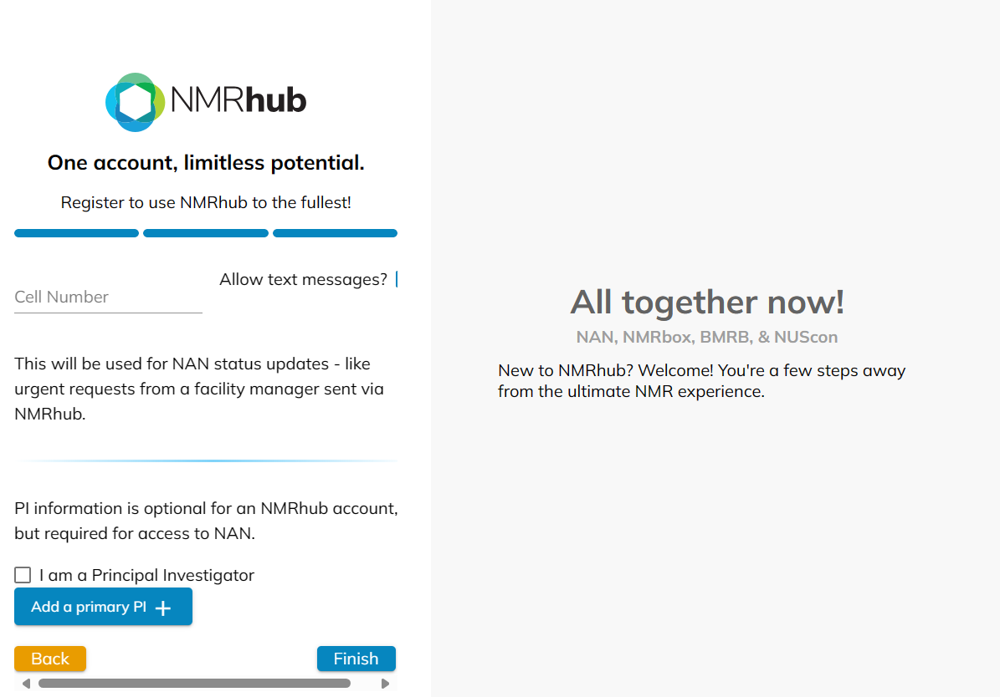 NMRhub
One account, limitless potential.
Register to use NMRhub to the fullest!
Allow text messages?
Cell Number
This will be used for NAN status updates - like
urgent requests from a facility manager sent via
NMRhub.
PI information is optional for an NMRhub account,
but required for access to NAN.
I am a Principal Investigator
Add a primary PI +
Back
Finish
All together now!
NAN, NMRbox, BMRB, & NUScon
New to NMRhub? Welcome! You're a few steps away
from the ultimate NMR experience.